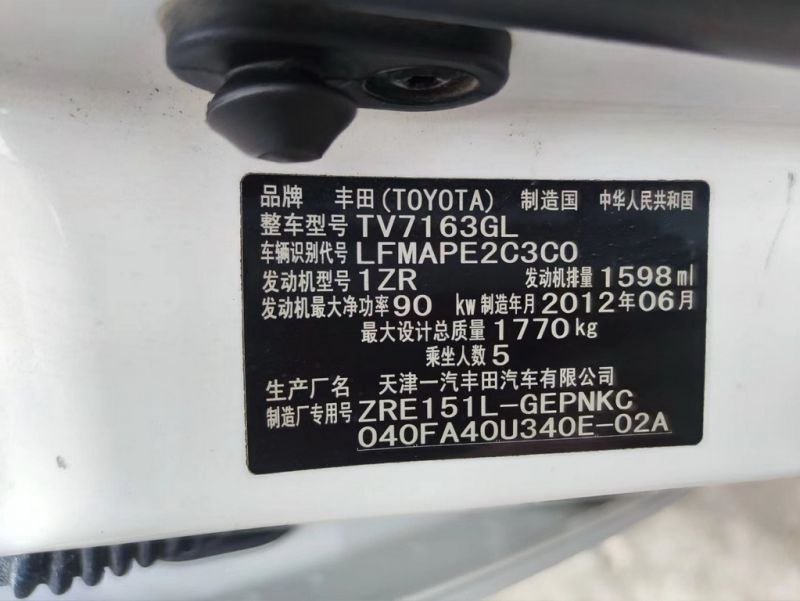 品牌 丰田(TOYOTA) 制造国 中华人民共和国
整车型号 TV7163GL
车辆识别代号 LFMAPE2C3C0
发动机型号 1ZR 发动机排量 1598ml
发动机最大净功率 90 kw 制造年月 2012年06月
最大设计总质量 1770kg
乘坐人数 5
生产厂名 天津一汽丰田汽车有限公司
制造厂专用号 ZRE151L-GEPNKC
040FA40U340E-02A